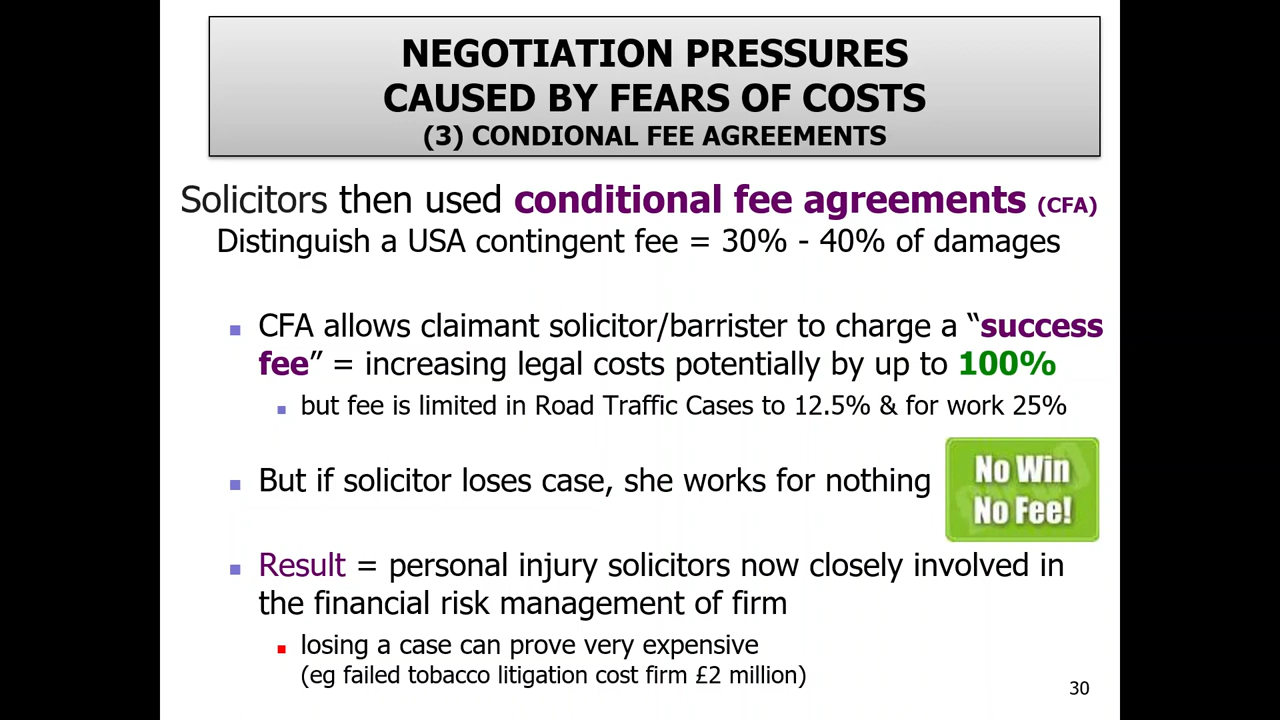 NEGOTIATION PRESSURES
CAUSED BY FEARS OF COSTS
(3) CONDIONAL FEE AGREEMENTS
Solicitors then used conditional fee agreements (CFA)
Distinguish a USA contingent fee = 30% - 40% of damages
CFA allows claimant solicitor/barrister to charge a “success
fee” = increasing legal costs potentially by up to 100%
but fee is limited in Road Traffic Cases to 12.5% & for work 25%
But if solicitor loses case, she works for nothing
No Win
No Fee!
Result = personal injury solicitors now closely involved in
the financial risk management of firm
losing a case can prove very expensive
(eg failed tobacco litigation cost firm £2 million)
30